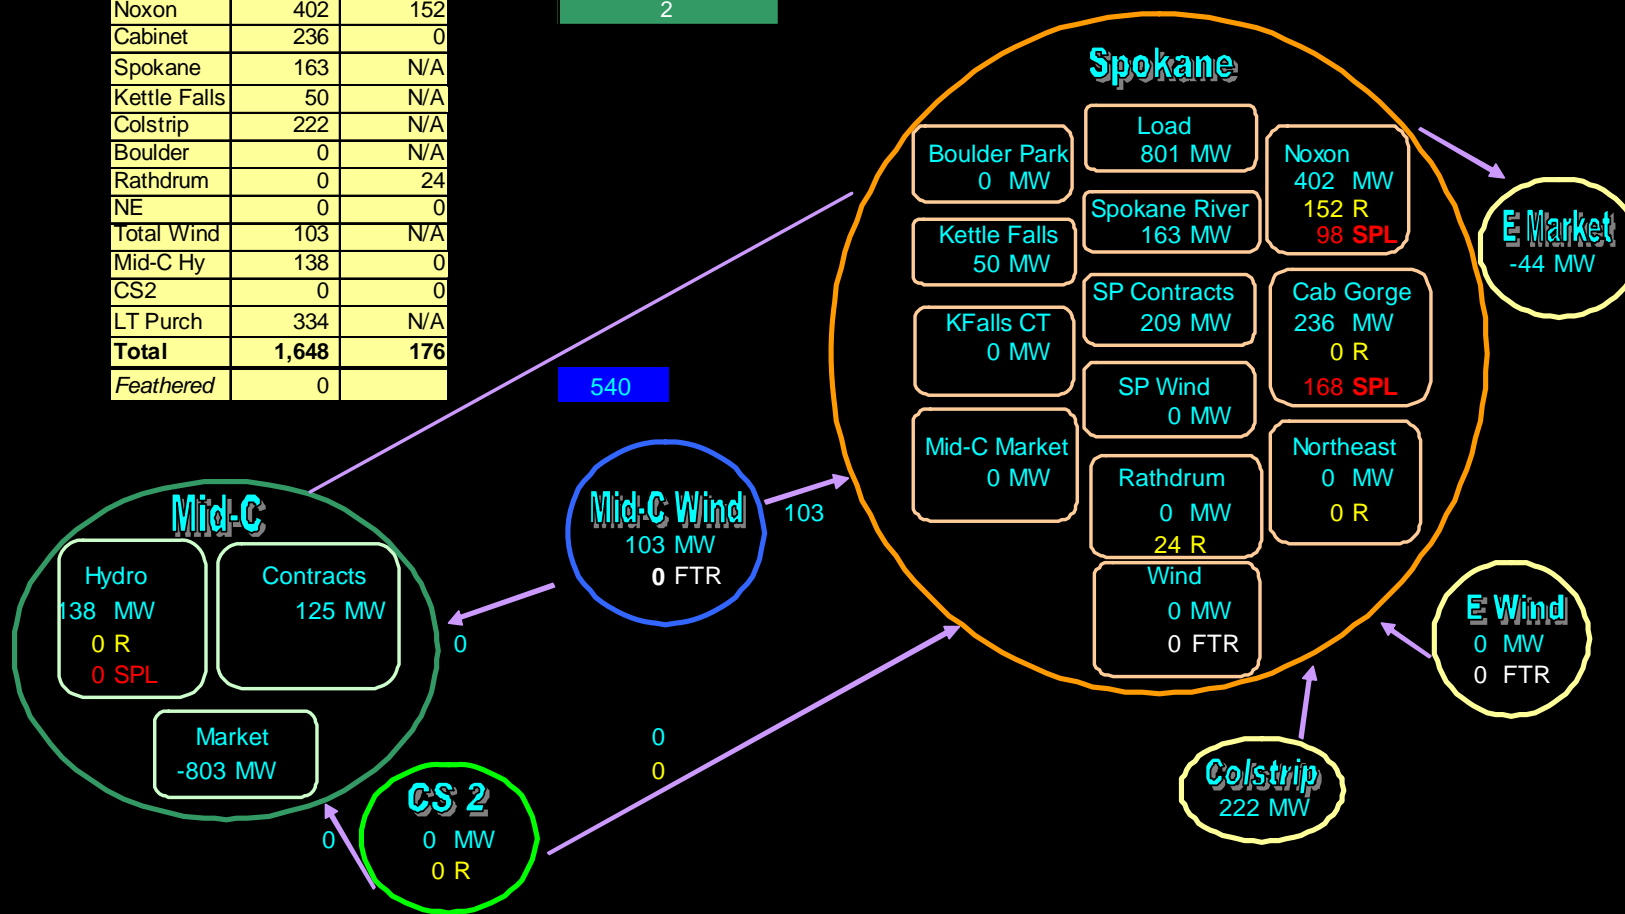 Noxon 402 152
Cabinet 236 0
Spokane 163 N/A
Kettle Falls 50 N/A
Colstrip 222 N/A
Boulder 0 N/A
Rathdrum 0 24
NE 0 0
Total Wind 103 N/A
Mid-C Hy 138 0
CS2 0 0
LT Purch 334 N/A
Total 1,648 176
Feathered 0
2
540
Spokane
Boulder Park
0 MW
Load
801 MW
Noxon
402 MW
152 R
98 SPL
Kettle Falls
50 MW
Spokane River
163 MW
KFalls CT
0 MW
SP Contracts
209 MW
Cab Gorge
236 MW
0 R
168 SPL
Mid-C Market
0 MW
SP Wind
0 MW
Rathdrum
0 MW
24 R
Northeast
0 MW
0 R
Wind
0 MW
0 FTR
E Market
-44 MW
E Wind
0 MW
0 FTR
Colstrip
222 MW
Mid-C Wind
103 MW
0 FTR
103
0
Mid-C
Hydro
138 MW
0 R
0 SPL
Contracts
125 MW
Market
-803 MW
0
0
CS 2
0 MW
0 R
0